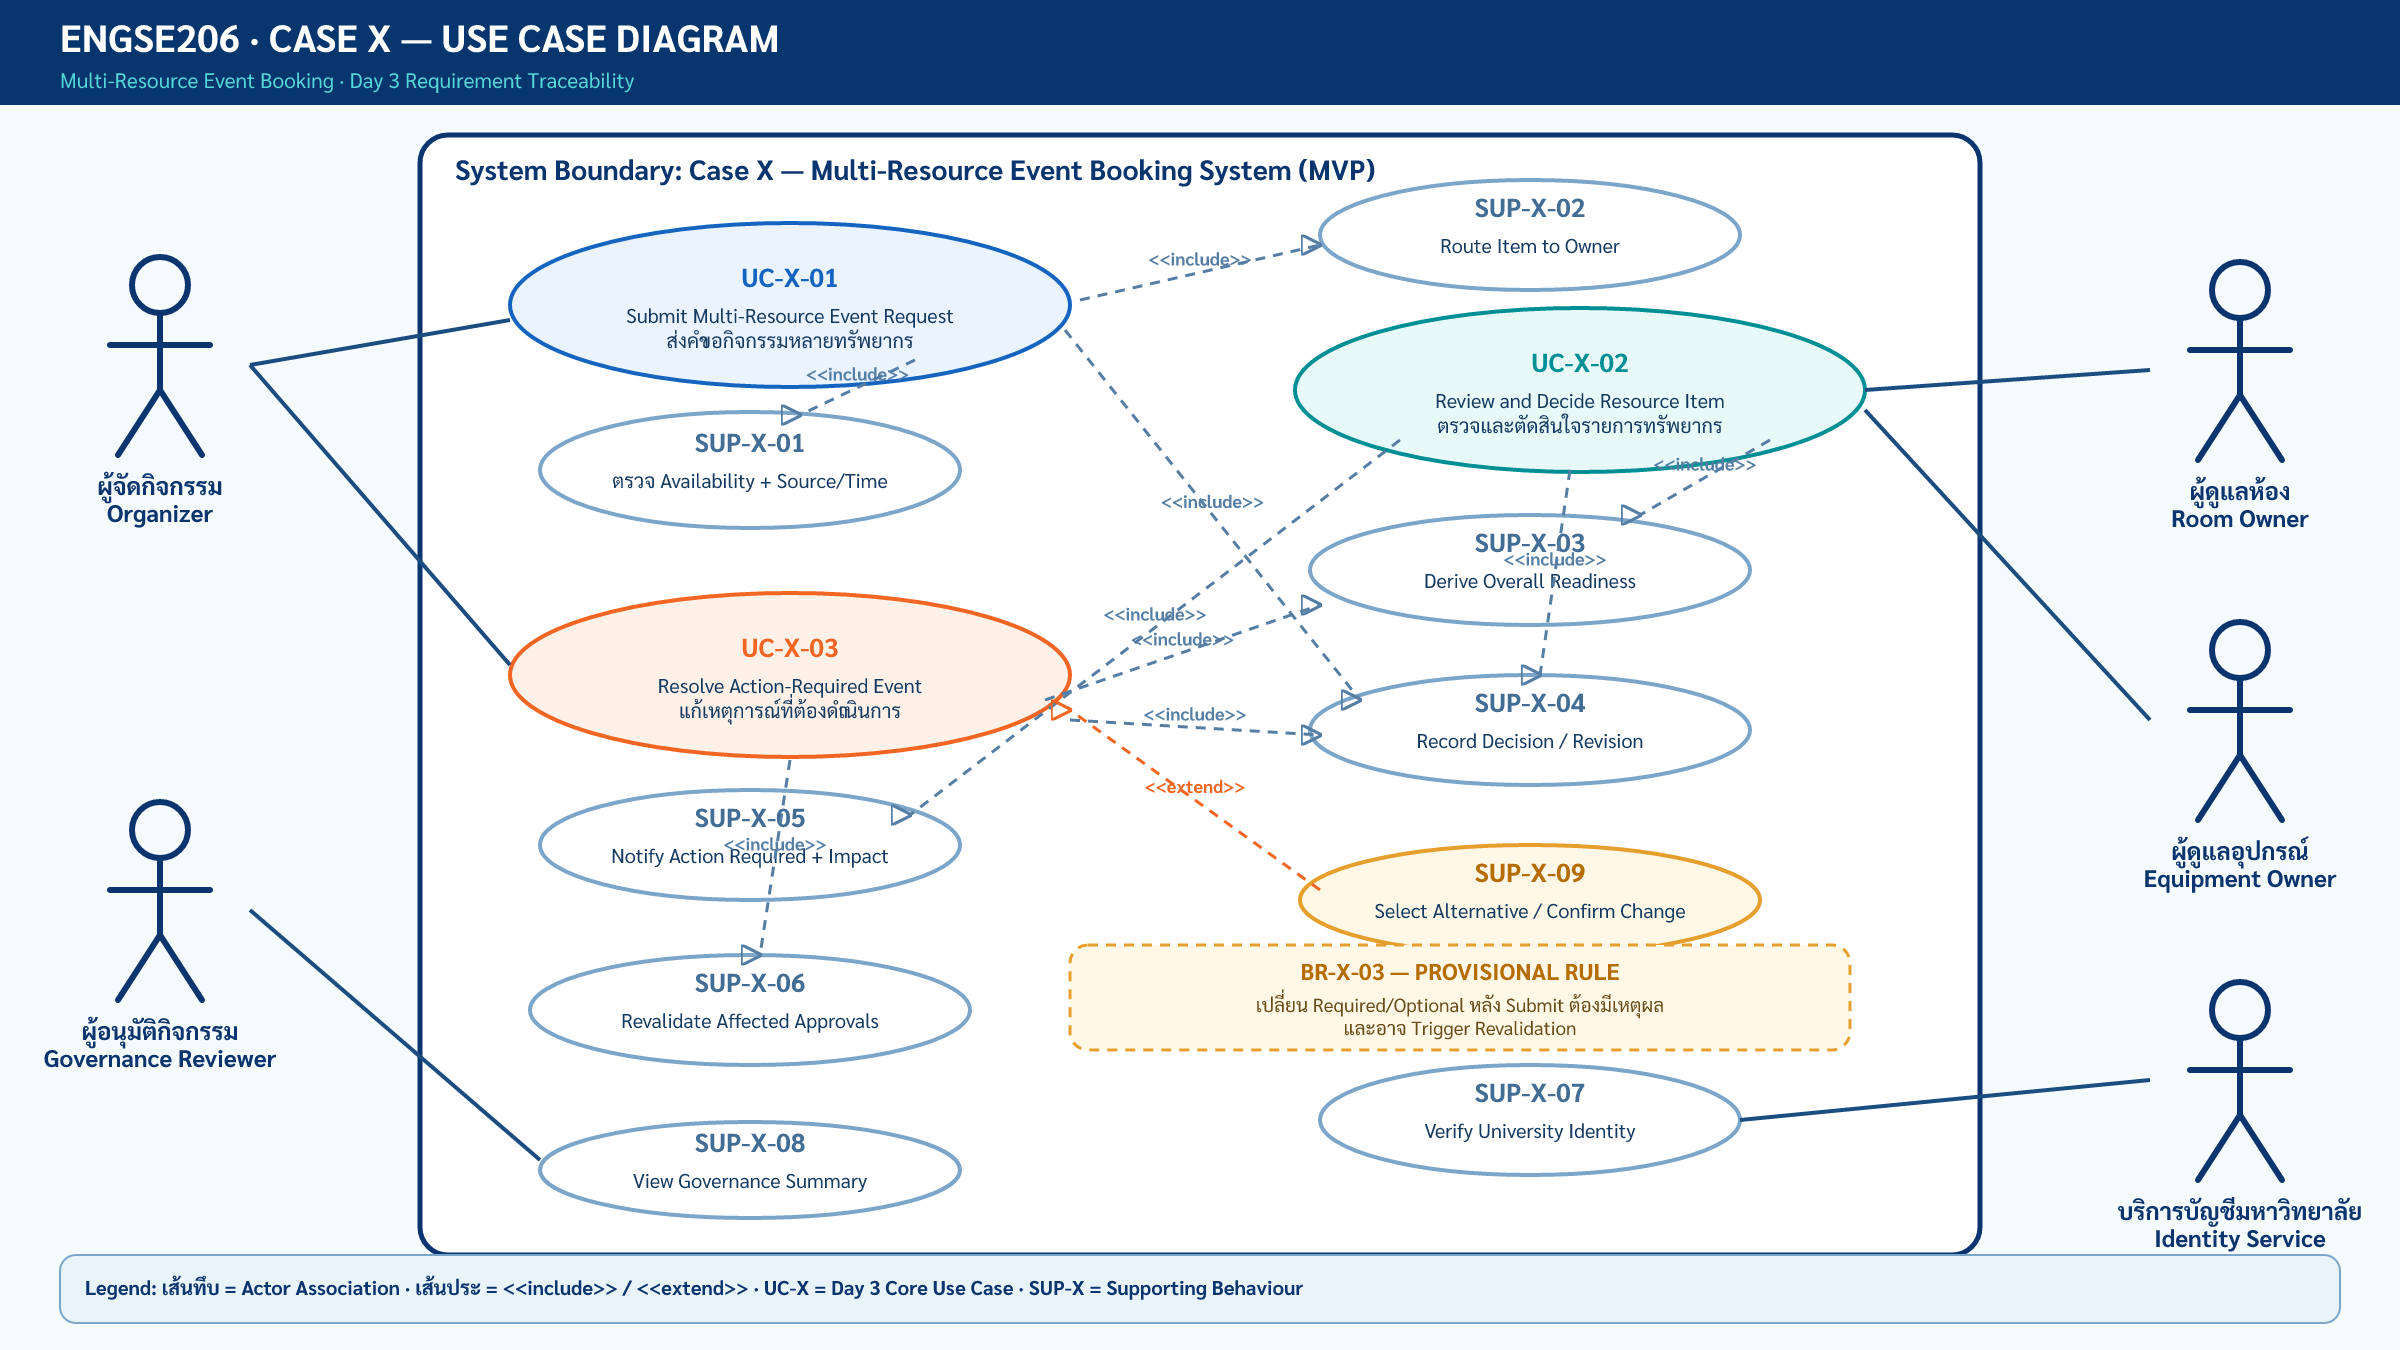 ENGSE206 · CASE X — USE CASE DIAGRAM
Multi-Resource Event Booking · Day 3 Requirement Traceability
System Boundary: Case X — Multi-Resource Event Booking System (MVP)
SUP-X-02
Route Item to Owner
<<include>>
UC-X-01
Submit Multi-Resource Event Request
ส่งคำขอกิจกรรมหลายทรัพยากร
<<include>>
UC-X-02
Review and Decide Resource Item
ตรวจและตัดสินใจรายการทรัพยากร
<<include>>
SUP-X-01
ตรวจ Availability + Source/Time
ผู้จัดกิจกรรม
Organizer
ผู้ดูแลห้อง
Room Owner
<<include>>
SUP-X-03
<<include>>
Derive Overall Readiness
<<include>>
<<include>>
UC-X-03
Resolve Action-Required Event
แก้เหตุการณ์ที่ต้องดำเนินการ
<<include>>
SUP-X-04
Record Decision / Revision
<<extend>>
SUP-X-05
<<include>>
Notify Action Required + Impact
SUP-X-09
Select Alternative / Confirm Change
ผู้ดูแลอุปกรณ์
Equipment Owner
SUP-X-06
Revalidate Affected Approvals
BR-X-03 — PROVISIONAL RULE
เปลี่ยน Required/Optional หลัง Submit ต้องมีเหตุผล
และอาจ Trigger Revalidation
ผู้อนุมัติกิจกรรม
Governance Reviewer
SUP-X-07
Verify University Identity
SUP-X-08
View Governance Summary
บริการบัญชีมหาวิทยาลัย
Identity Service
Legend: เส้นทึบ = Actor Association · เส้นประ = <<include>> / <<extend>> · UC-X = Day 3 Core Use Case · SUP-X = Supporting Behaviour